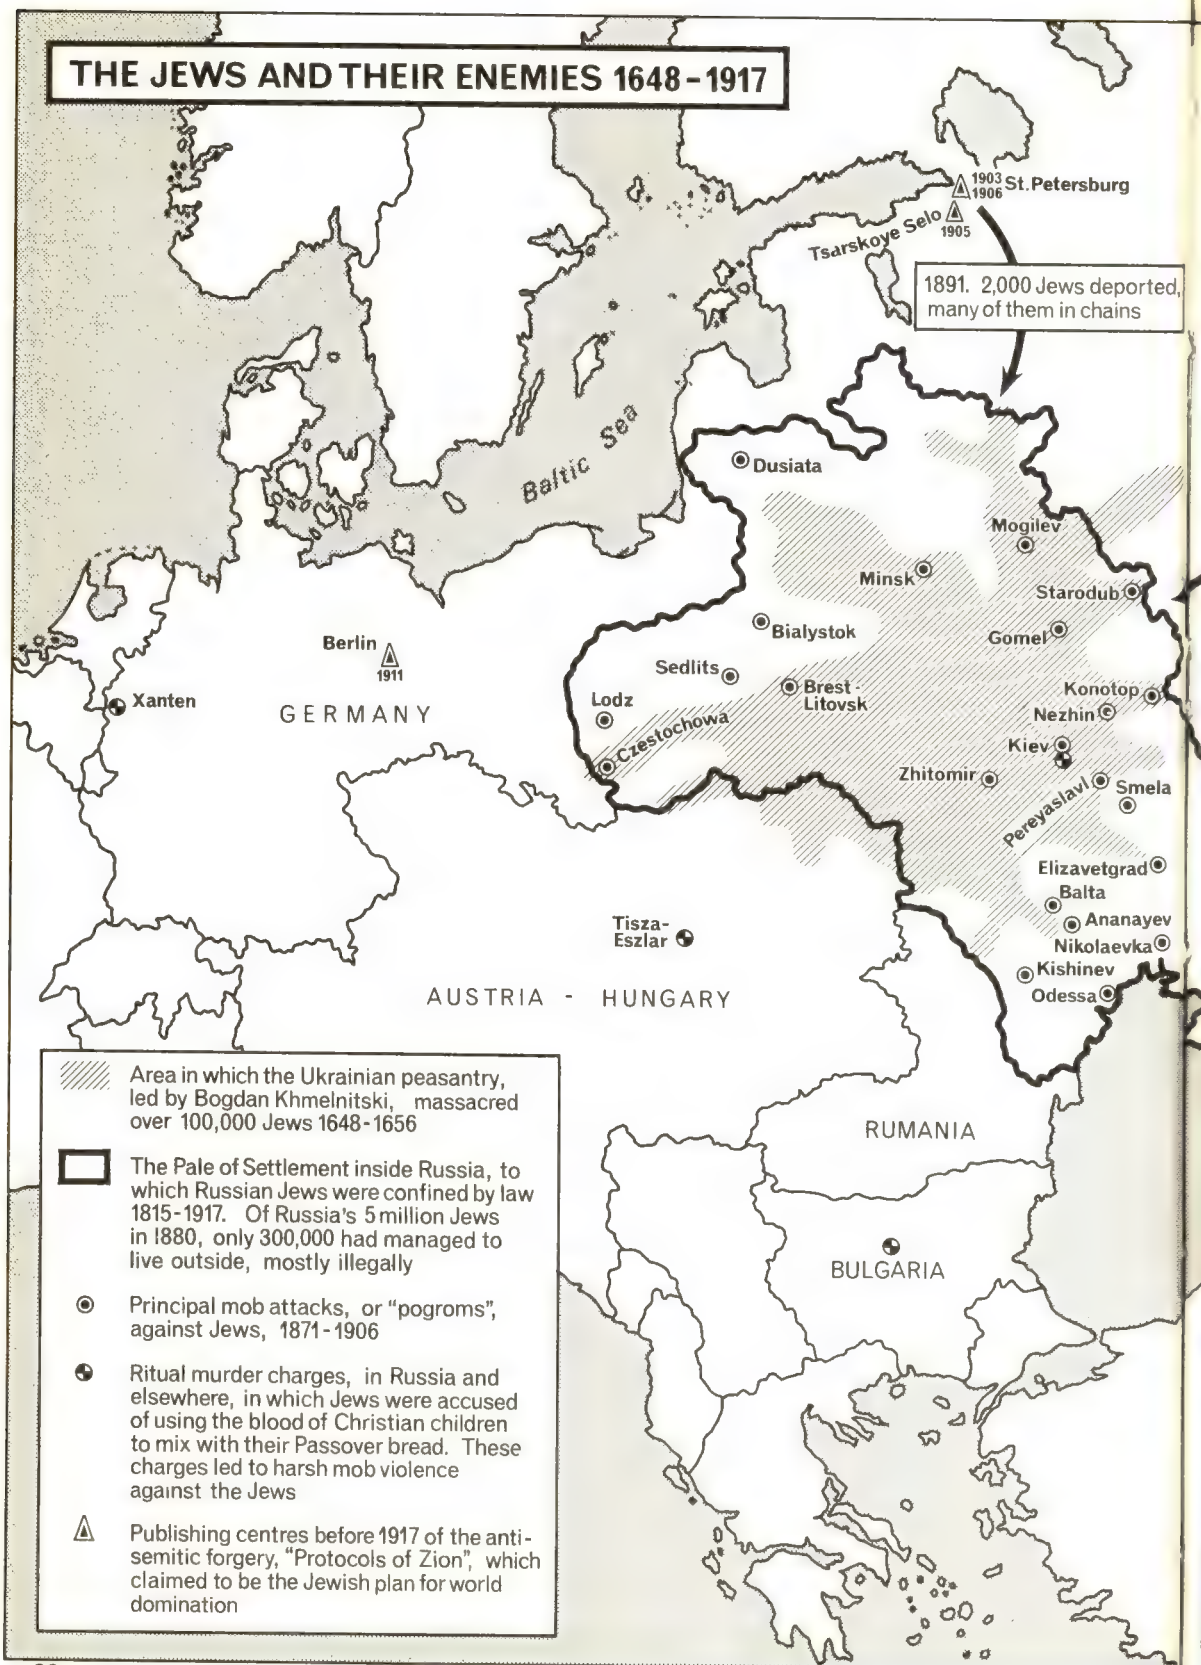 THE JEWS AND THEIR ENEMIES 1648-1917
1903
1906
St. Petersburg
Tsarskoye Selo
1905
1891. 2,000 Jews deported,
many of them in chains
Baltic Sea
Dusiata
Mogilev
Minsk
Starodub
Bialystok
Gomel
Berlin
1911
Sedlits
Brest-
Litovsk
Konotop
Xanten
Lodz
Nezhin
GERMANY
Czestochowa
Kiev
Zhitomir
Pereyaslavl
Smela
Elizavetgrad
Balta
Ananayev
Tisza-
Eszlar
Nikolaevka
Kishinev
Odessa
AUSTRIA - HUNGARY
Area in which the Ukrainian peasantry,
led by Bogdan Khmelnitski, massacred
over 100,000 Jews 1648-1656
The Pale of Settlement inside Russia, to
which Russian Jews were confined by law
1815-1917. Of Russia's 5 million Jews
in 1880, only 300,000 had managed to
live outside, mostly illegally
Principal mob attacks, or "pogroms",
against Jews, 1871-1906
Ritual murder charges, in Russia and
elsewhere, in which Jews were accused
of using the blood of Christian children
to mix with their Passover bread. These
charges led to harsh mob violence
against the Jews
Publishing centres before 1917 of the anti-
semitic forgery, "Protocols of Zion", which
claimed to be the Jewish plan for world
domination
RUMANIA
BULGARIA